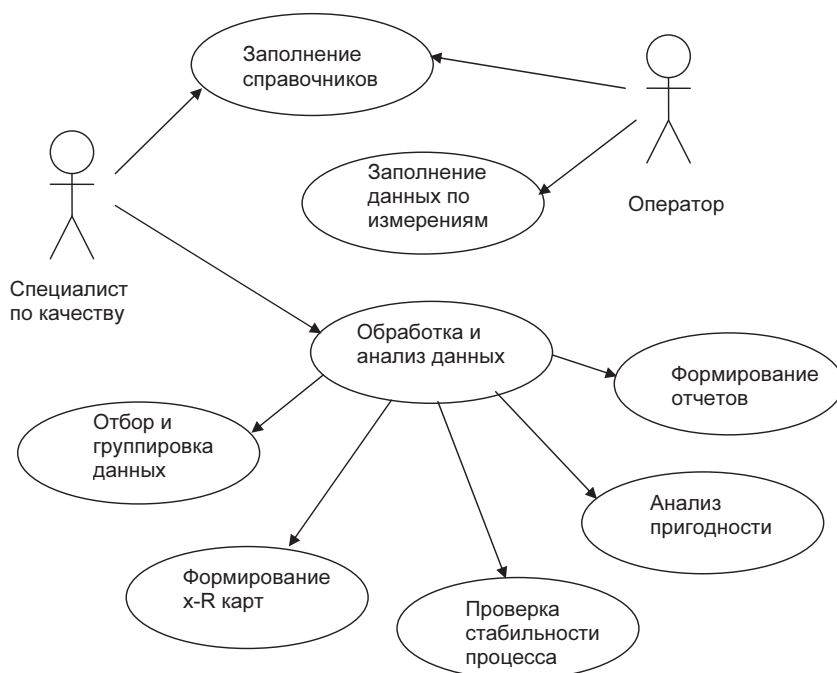 Заполнение
справочников
Заполнение
данных по
измерениям
Оператор
Специалист
по качеству
Обработка и
анализ данных
Формирование
отчетов
Отбор и
группировка
данных
Анализ
пригодности
Формирование
x-R карт
Проверка
стабильности
процесса